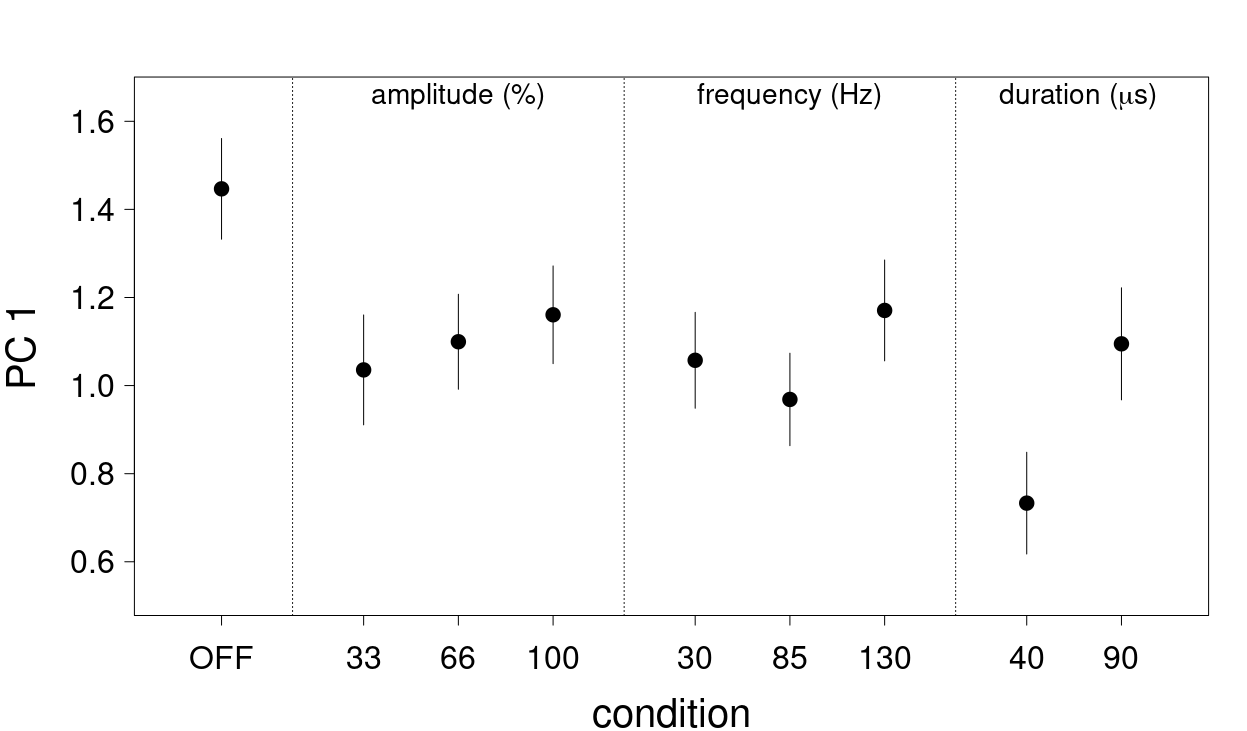 amplitude (%) frequency (Hz) duration (μs)
1.6
1.4
1.2
1.0
0.8
0.6
PC 1
OFF 33 66 100 30 85 130 40 90
condition